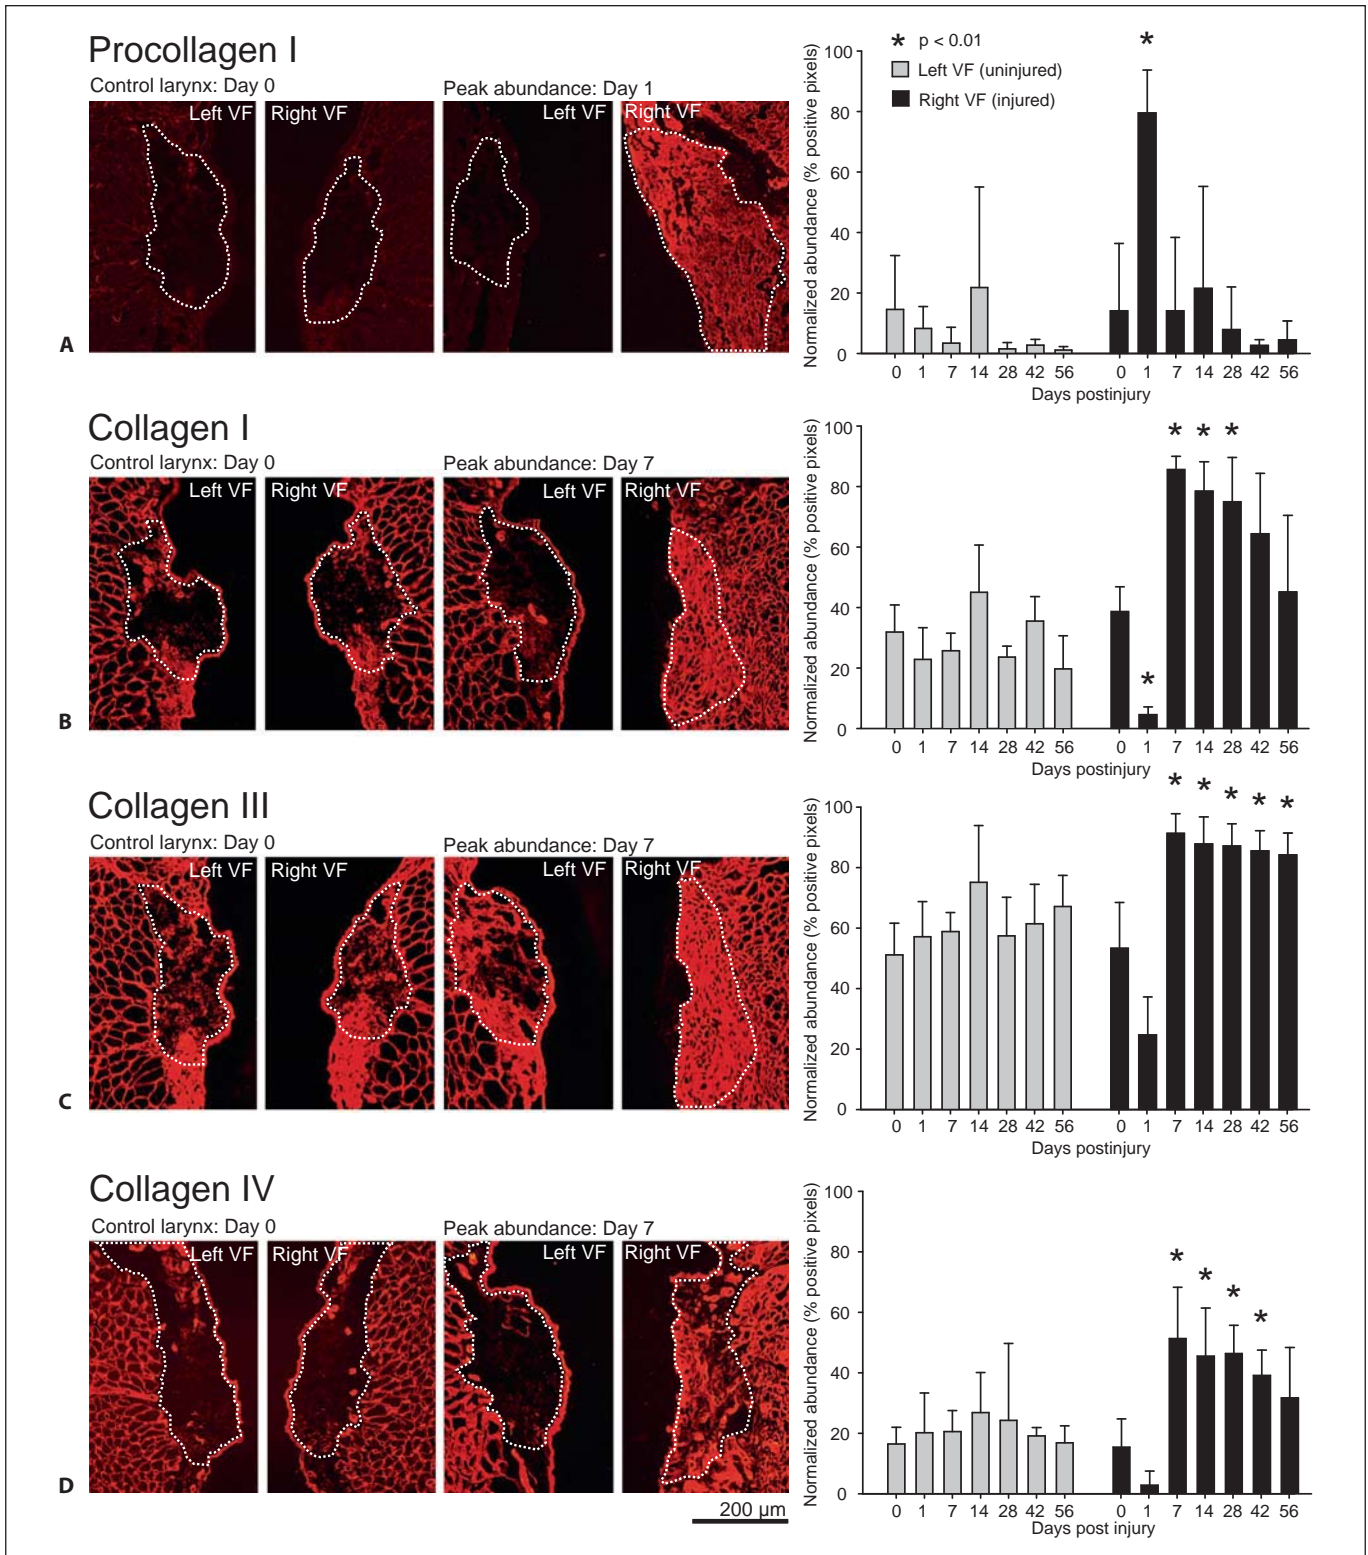 Procollagen I
Control larynx: Day 0
Peak abundance: Day 1
Left VF
Right VF
Left VF
Right VF
A
Normalized abundance (% positive pixels)
100
80
60
40
20
0
* p < 0.01
Left VF (uninjured)
Right VF (injured)
*
0 1 7 14 28 42 56 0 1 7 14 28 42 56
Days postinjury
Collagen I
Control larynx: Day 0
Peak abundance: Day 7
Left VF
Right VF
Left VF
Right VF
B
Normalized abundance (% positive pixels)
100
80
60
40
20
0
* * * *
0 1 7 14 28 42 56 0 1 7 14 28 42 56
Days postinjury
Collagen III
Control larynx: Day 0
Peak abundance: Day 7
Left VF
Right VF
Left VF
Right VF
C
Normalized abundance (% positive pixels)
100
80
60
40
20
0
* * * * *
0 1 7 14 28 42 56 0 1 7 14 28 42 56
Days postinjury
Collagen IV
Control larynx: Day 0
Peak abundance: Day 7
Left VF
Right VF
Left VF
Right VF
D
200 µm
Normalized abundance (% positive pixels)
100
80
60
40
20
0
* * * *
0 1 7 14 28 42 56 0 1 7 14 28 42 56
Days post injury